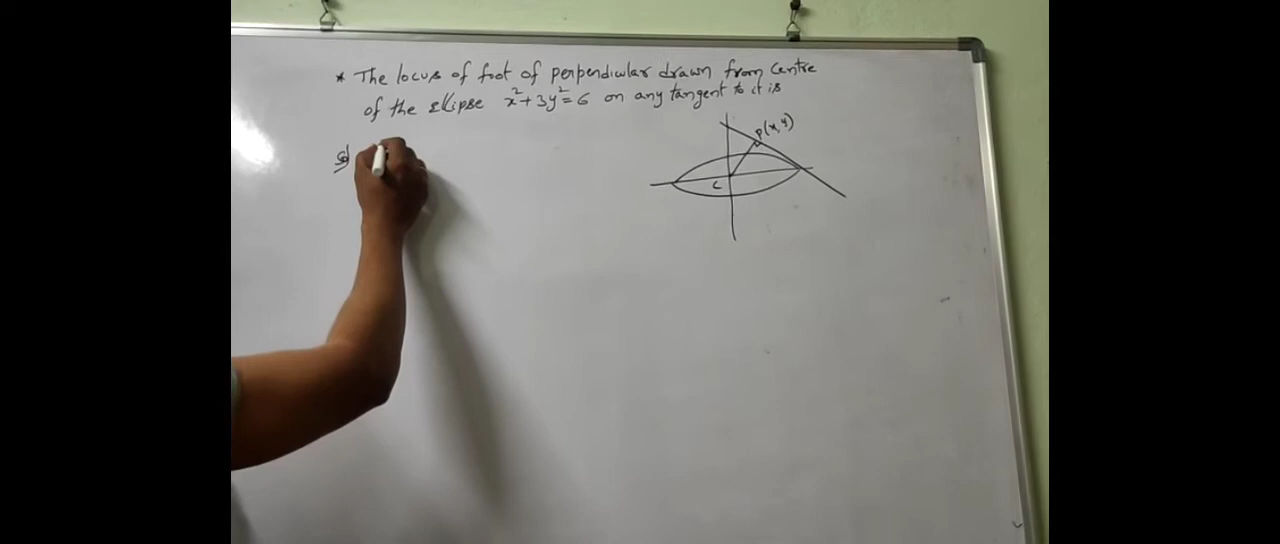 * The locus of foot of perpendicular drawn from centre
of the ellipse x²+3y²=6 on any tangent to it is
P(x,y)
Sol
C